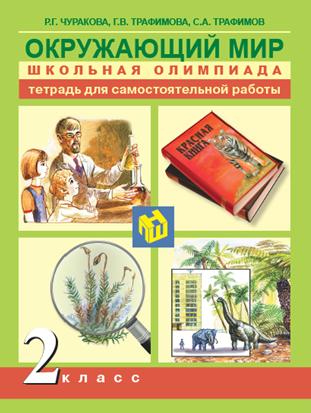 Р.Г. ЧУРАКОВА, Г.В. ТРАФИМОВА, С.А. ТРАФИМОВ
ОКРУЖАЮЩИЙ МИР
ШКОЛЬНАЯ ОЛИМПИАДА
тетрадь для самостоятельной работы
КРАСНАЯ
КНИГА
2 класс